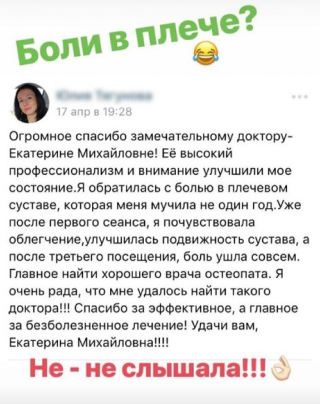 Боли в плече?
17 апр в 19:28
Огромное спасибо замечательному доктору-
Екатерине Михайловне! Её высокий
профессионализм и внимание улучшили мое
состояние.Я обратилась с болью в плечевом
суставе, которая меня мучила не один год.Уже
после первого сеанса, я почувствовала
облегчение,улучшилась подвижность сустава, а
после третьего посещения, боль ушла совсем.
Главное найти хорошего врача остеопата. Я
очень рада, что мне удалось найти такого
доктора!!! Спасибо за эффективное, а главное
за безболезненное лечение! Удачи вам,
Екатерина Михайловна!!!!
Не - не слышала!!!